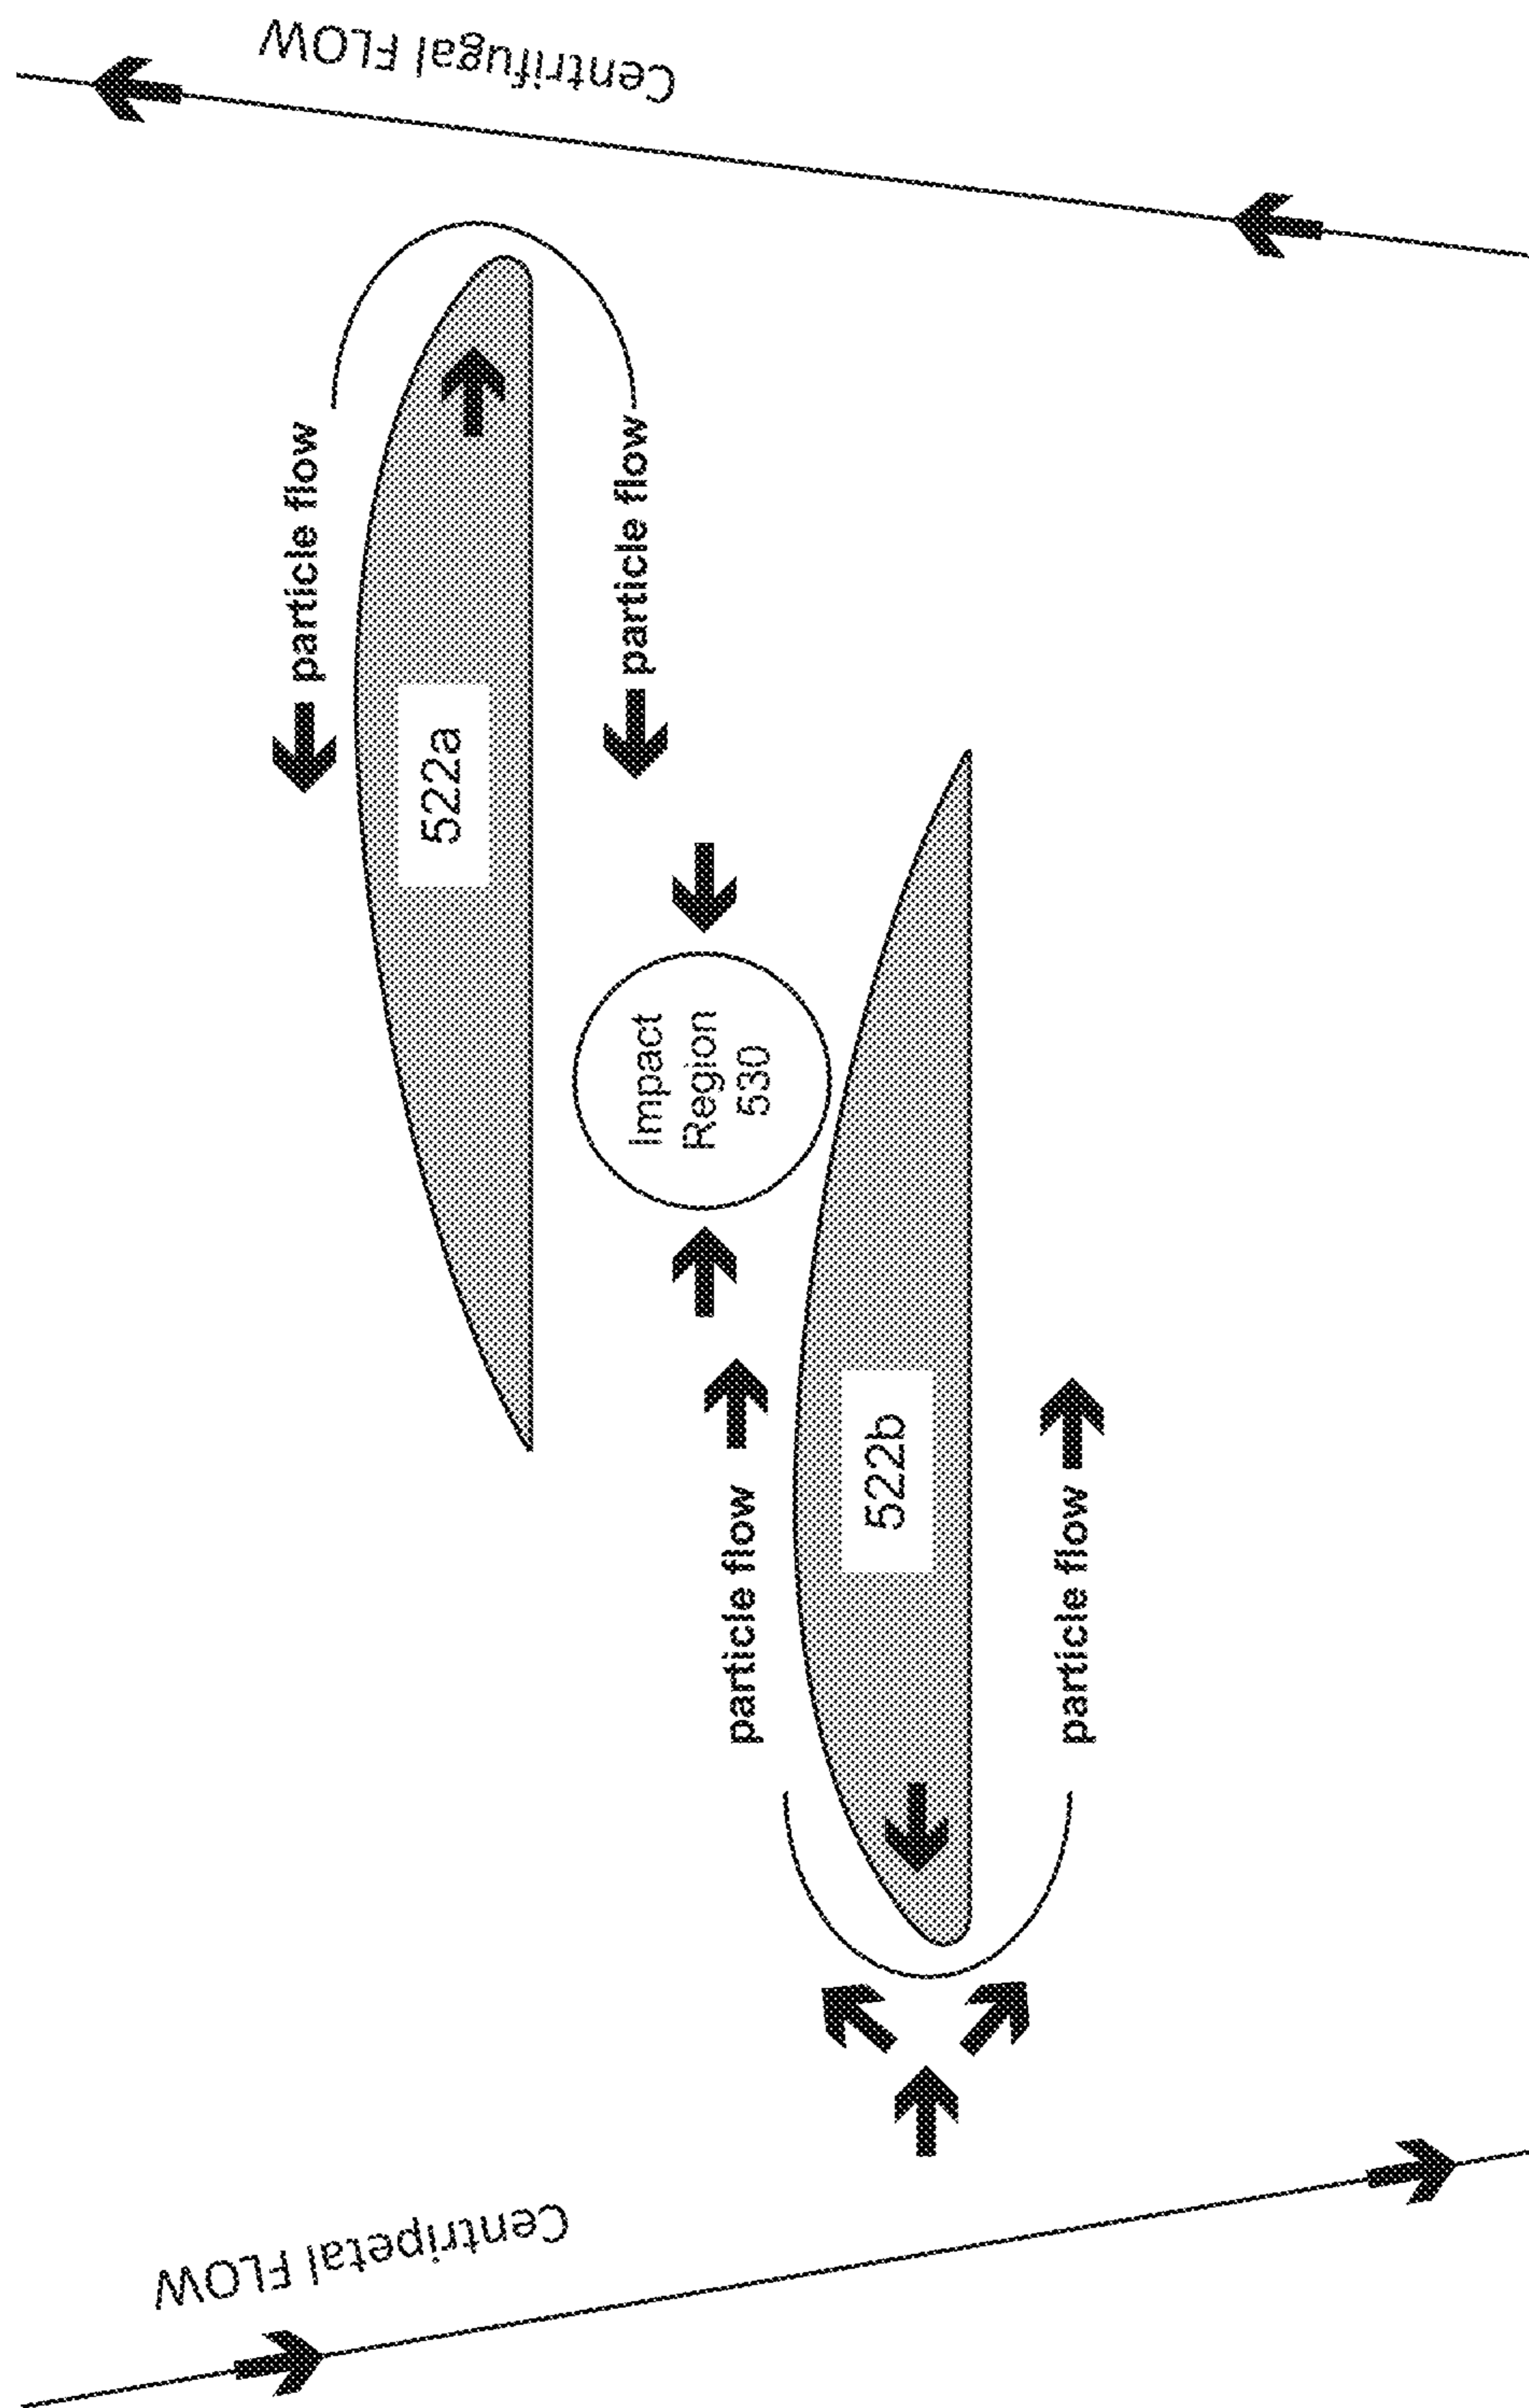 Centrifugal FLOW
particle flow
particle flow
522a
Impact
Region
530
particle flow
522b
particle flow
Centripetal FLOW